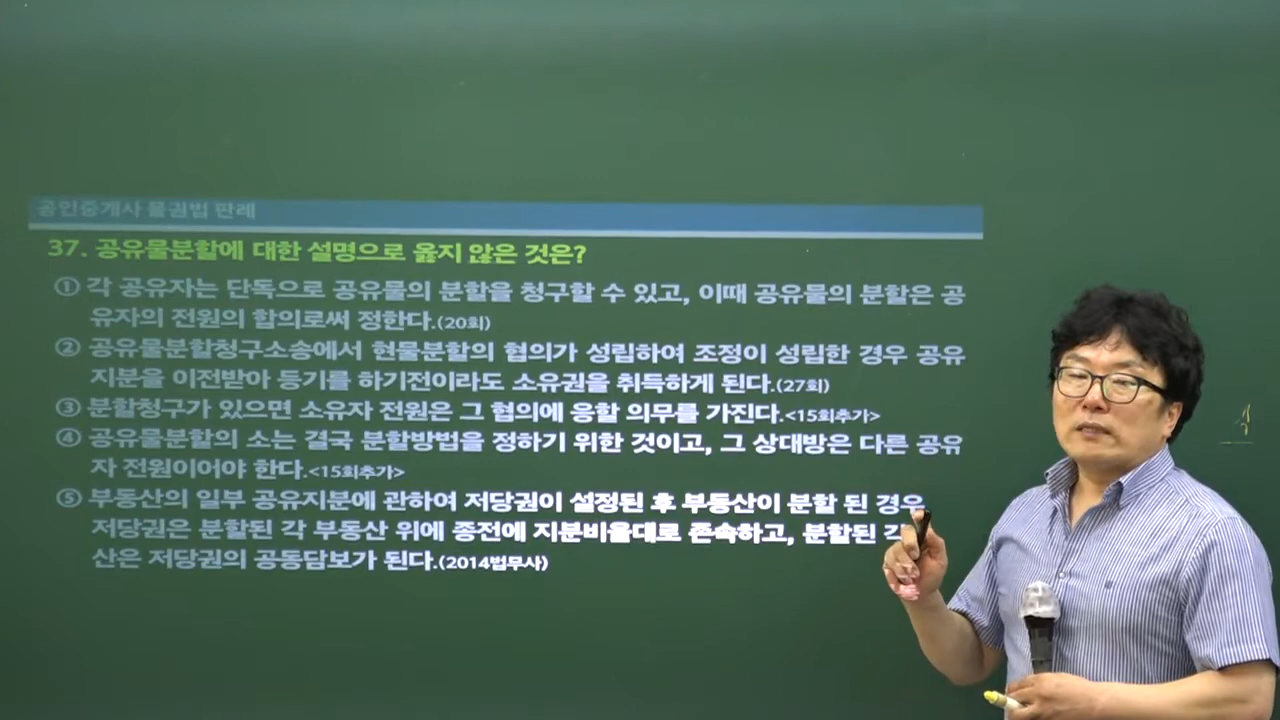 공인중개사 물권법 판례
37. 공유물분할에 대한 설명으로 옳지 않은 것은?
① 각 공유자는 단독으로 공유물의 분할을 청구할 수 있고, 이때 공유물의 분할은 공
유자의 전원의 합의로써 정한다.(20회)
② 공유물분할청구소송에서 현물분할의 협의가 성립하여 조정이 성립한 경우 공유
지분을 이전받아 등기를 하기전이라도 소유권을 취득하게 된다.(27회)
③ 분할청구가 있으면 소유자 전원은 그 협의에 응할 의무를 가진다.<15회추가>
④ 공유물분할의 소는 결국 분할방법을 정하기 위한 것이고, 그 상대방은 다른 공유
자 전원이어야 한다.<15회추가>
⑤ 부동산의 일부 공유지분에 관하여 저당권이 설정된 후 부동산이 분할 된 경우
저당권은 분할된 각 부동산 위에 종전에 지분비율대로 존속하고, 분할된 각
산은 저당권의 공동담보가 된다.(2014법무사)